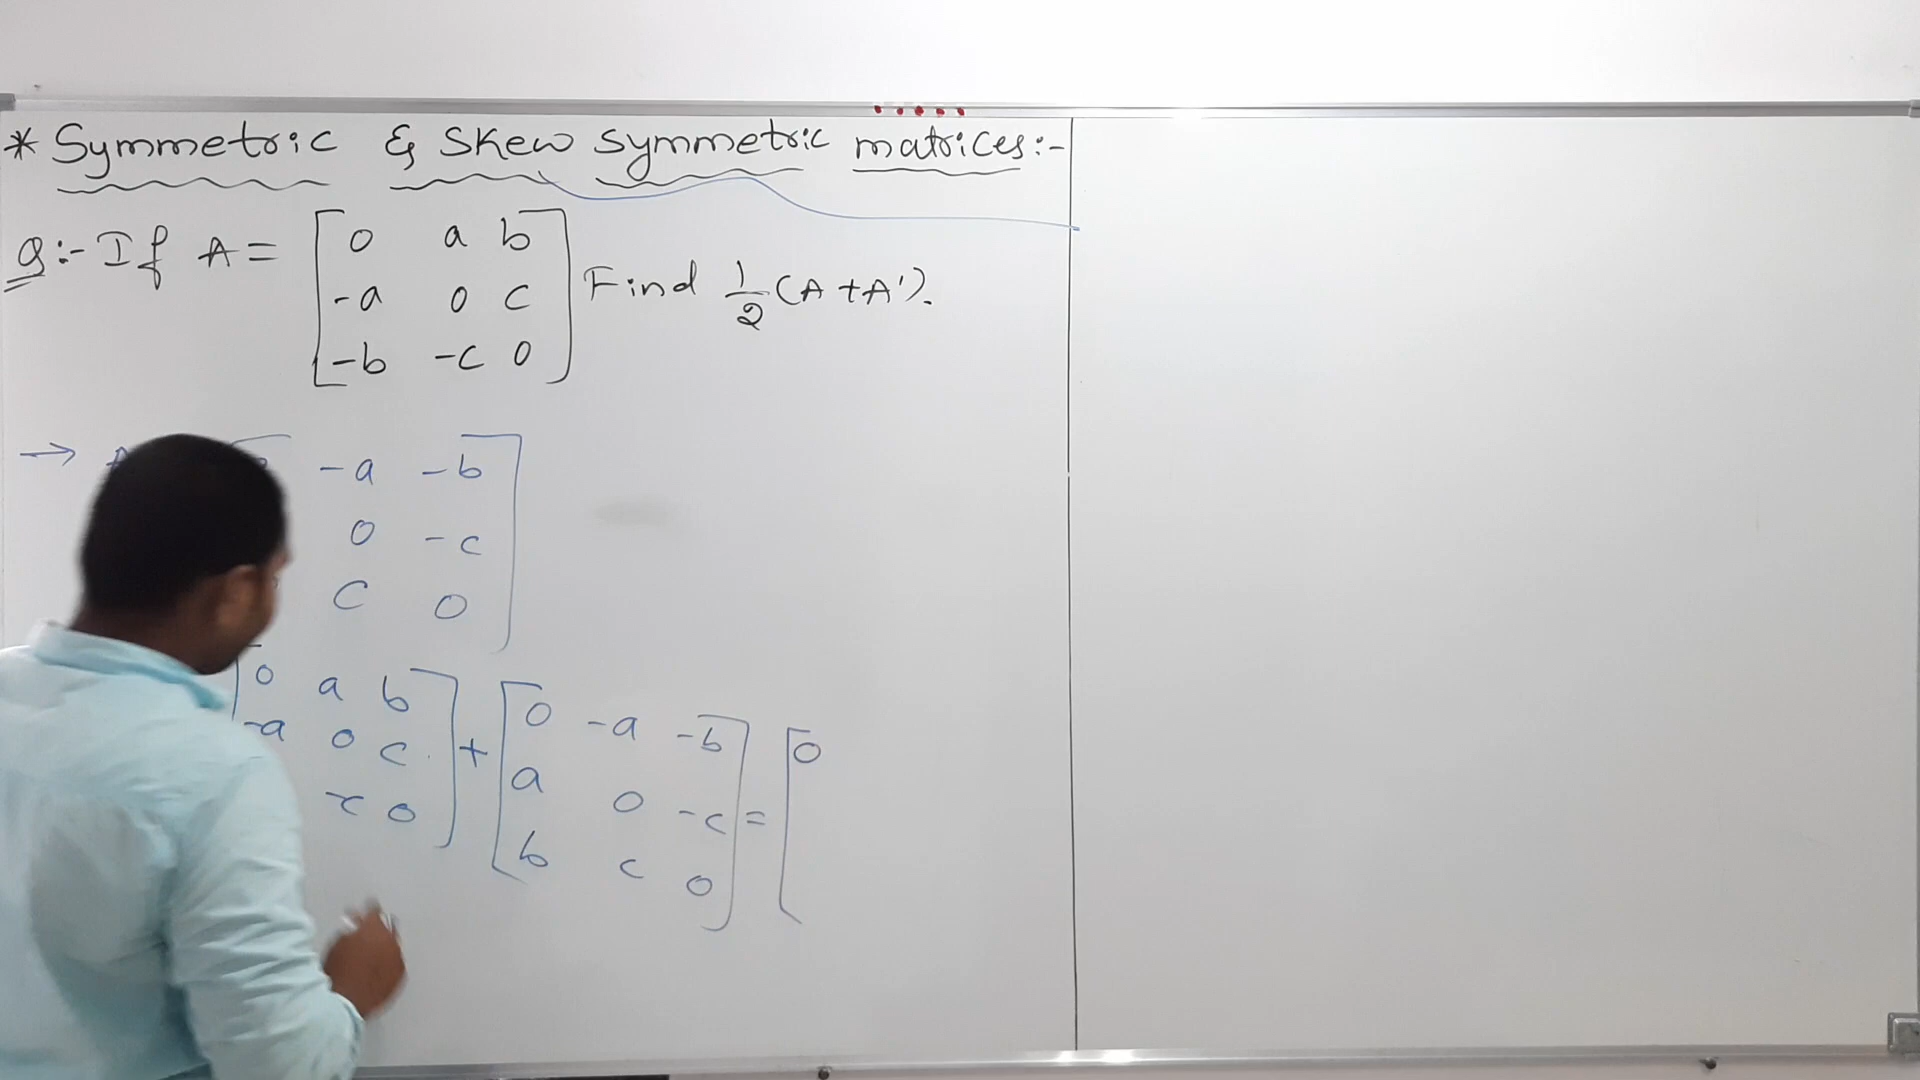 * Symmetric & Skew symmetric matrices:-
Q:- If A = [ 0 a b
-a 0 c
-b -c 0 ] Find 1/2 (A + A').
→ -a -b ]
0 -c
c 0
[ 0 a b ] + [ 0 -a -b ] = [ 0
-a 0 c a 0 -c
-c 0 b c 0